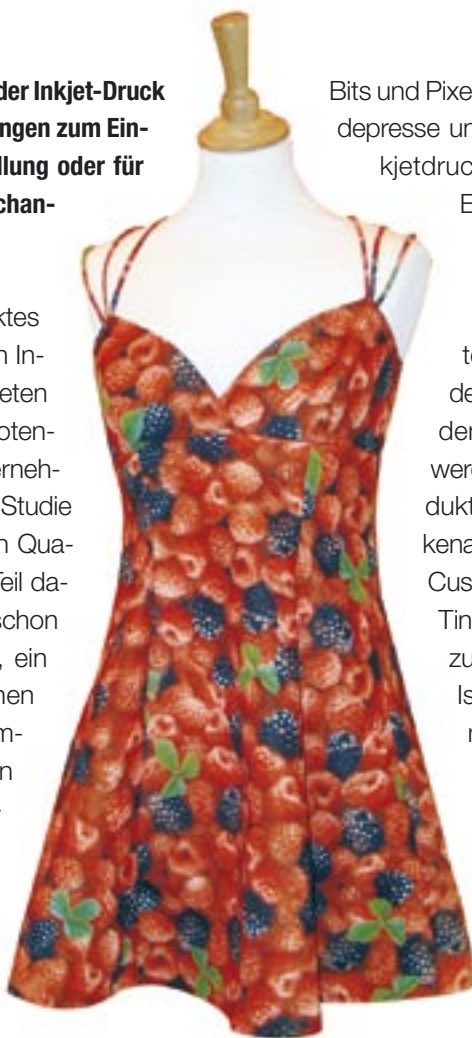 der Inkjet-Druck
ngen zum Ein-
llung oder für
chan-
ktes
n In-
eten
oten-
erneh-
Studie
n Qua-
Teil da-
schon
, ein
men
m-
n
Bits und Pixe
depresse un
kjetdruc
E
te
de
der
were
dukt
kena
Cus
Tin
zu
Is